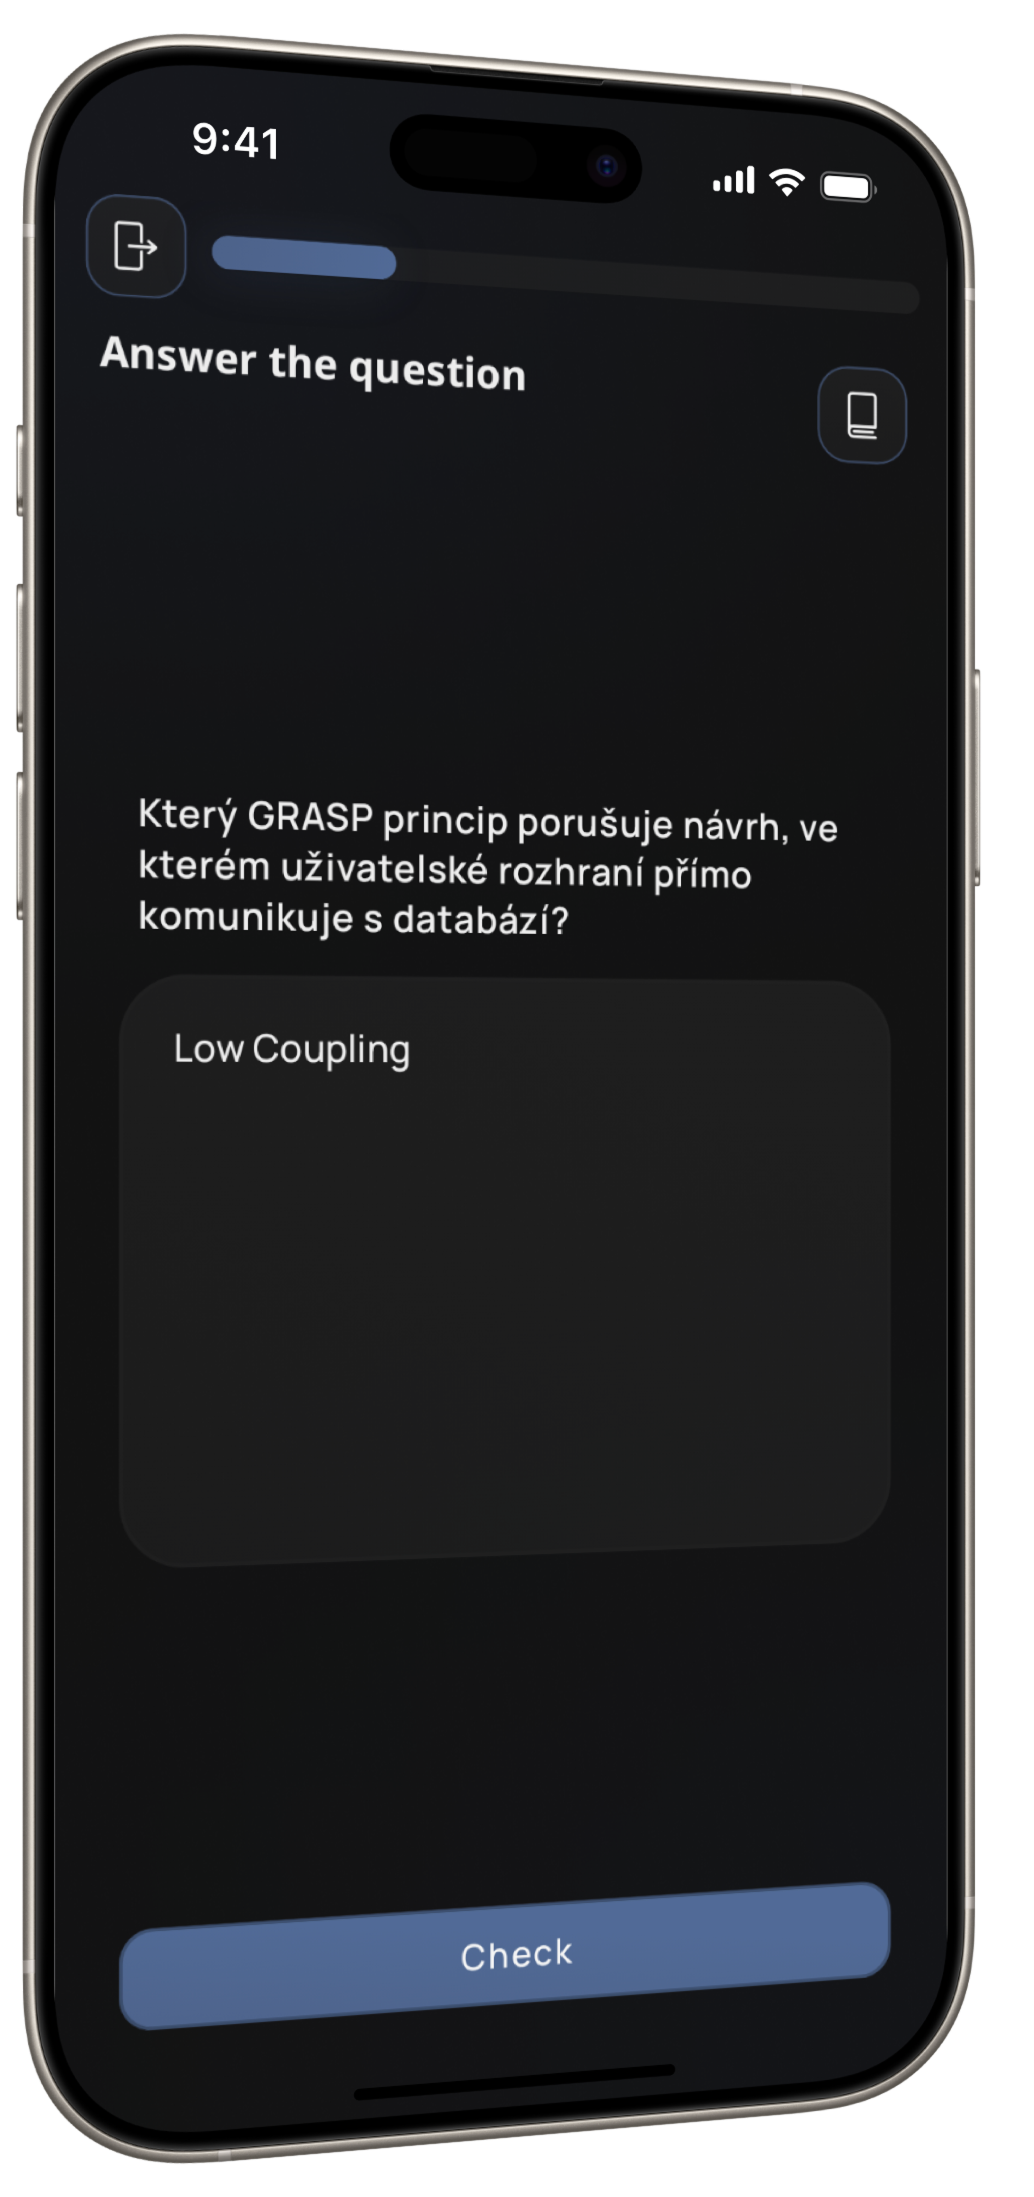 9:41
Answer the question
Který GRASP princip porušuje návrh, ve
kterém uživatelské rozhraní přímo
komunikuje s databází?
Low Coupling
Check